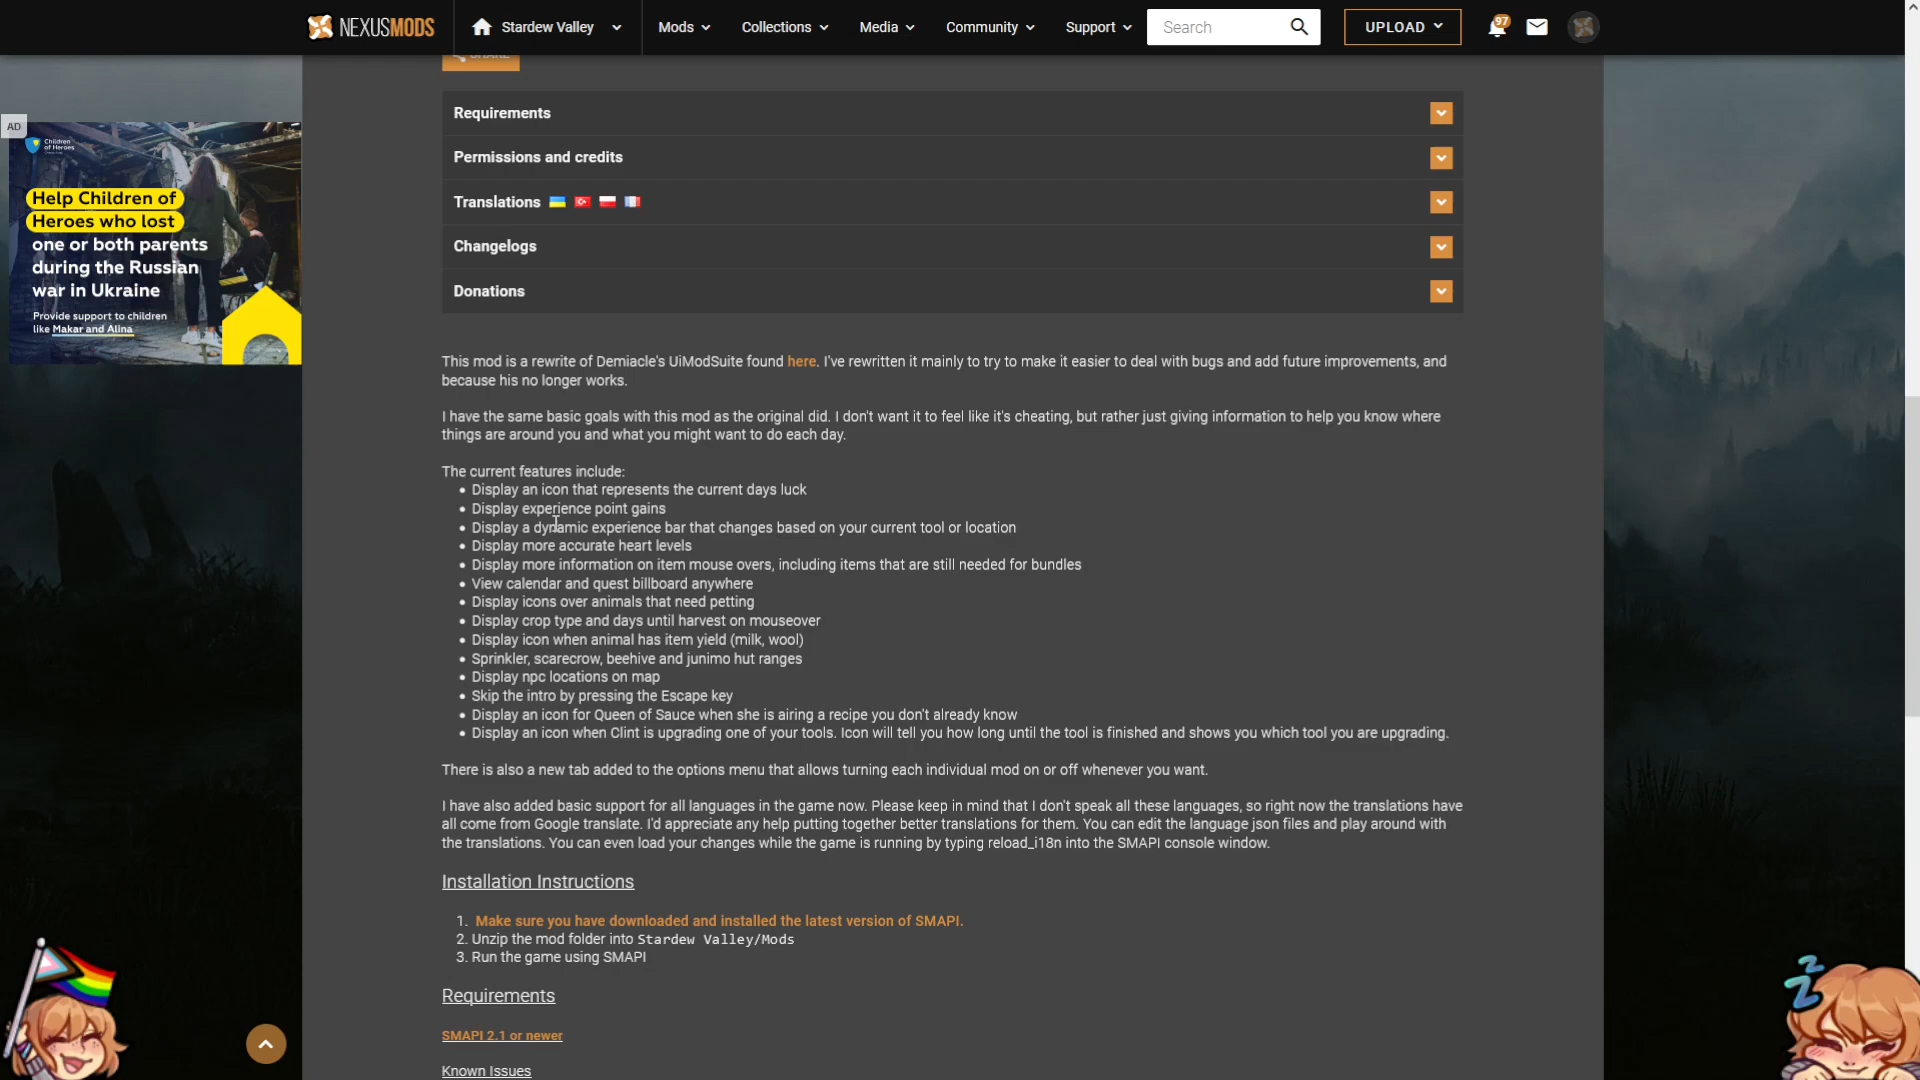 NEXUSMODS
Stardew Valley
Mods
Collections
Media
Community
Support
Search
UPLOAD
97
SHARE
AD
Children
of Heroes
Help Children of
Heroes who lost
one or both parents
during the Russian
war in Ukraine
Provide support to children
like Makar and Alina
Requirements
Permissions and credits
Translations
Changelogs
Donations
This mod is a rewrite of Demiacle's UiModSuite found here. I've rewritten it mainly to try to make it easier to deal with bugs and add future improvements, and
because his no longer works.
I have the same basic goals with this mod as the original did. I don't want it to feel like it's cheating, but rather just giving information to help you know where
things are around you and what you might want to do each day.
The current features include:
• Display an icon that represents the current days luck
• Display experience point gains
• Display a dynamic experience bar that changes based on your current tool or location
• Display more accurate heart levels
• Display more information on item mouse overs, including items that are still needed for bundles
• View calendar and quest billboard anywhere
• Display icons over animals that need petting
• Display crop type and days until harvest on mouseover
• Display icon when animal has item yield (milk, wool)
• Sprinkler, scarecrow, beehive and junimo hut ranges
• Display npc locations on map
• Skip the intro by pressing the Escape key
• Display an icon for Queen of Sauce when she is airing a recipe you don't already know
• Display an icon when Clint is upgrading one of your tools. Icon will tell you how long until the tool is finished and shows you which tool you are upgrading.
There is also a new tab added to the options menu that allows turning each individual mod on or off whenever you want.
I have also added basic support for all languages in the game now. Please keep in mind that I don't speak all these languages, so right now the translations have
all come from Google translate. I'd appreciate any help putting together better translations for them. You can edit the language json files and play around with
the translations. You can even load your changes while the game is running by typing reload_i18n into the SMAPI console window.
Installation Instructions
1. Make sure you have downloaded and installed the latest version of SMAPI.
2. Unzip the mod folder into Stardew Valley/Mods
3. Run the game using SMAPI
Requirements
SMAPI 2.1 or newer
Known Issues
z z z